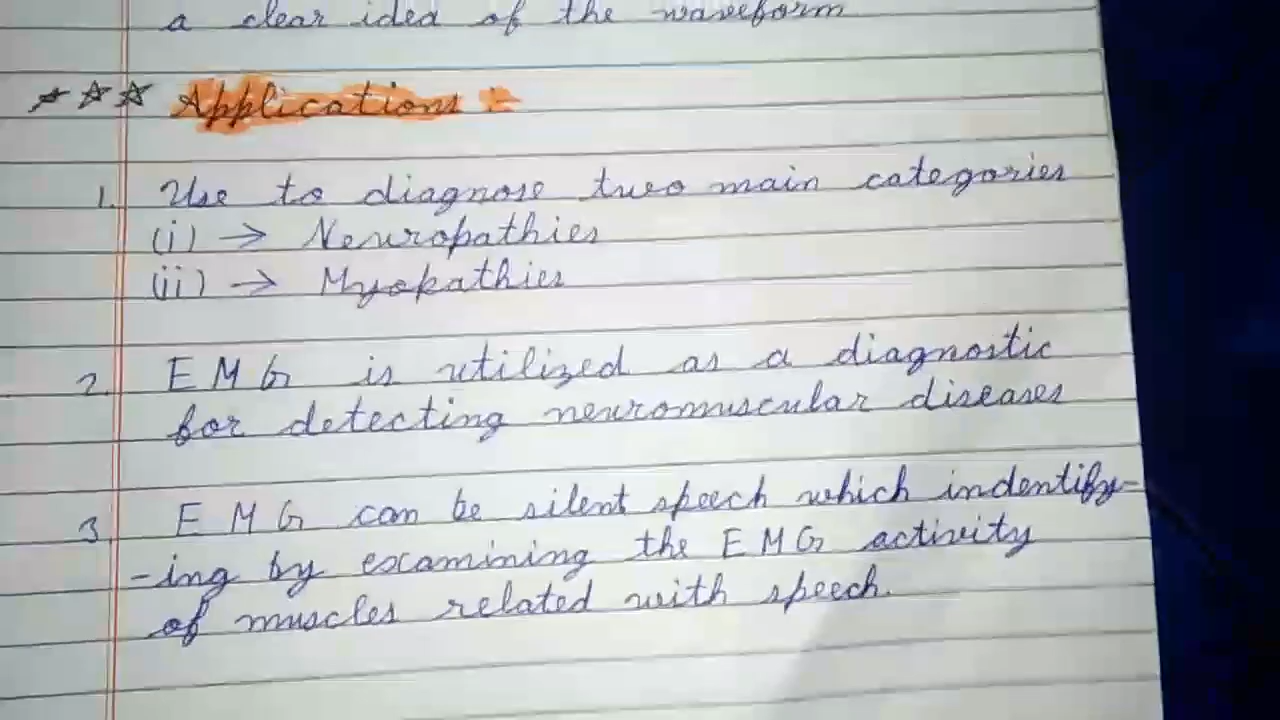 a clear idea of the waveform
Applications :-
1. Use to diagnose two main categories
(i) → Neuropathies
(ii) → Myopathies
2. EMG is utilized as a diagnostic
for detecting neuromuscular diseases
3. EMG can be silent speech which indentify-
-ing by examining the EMG activity
of muscles related with speech.